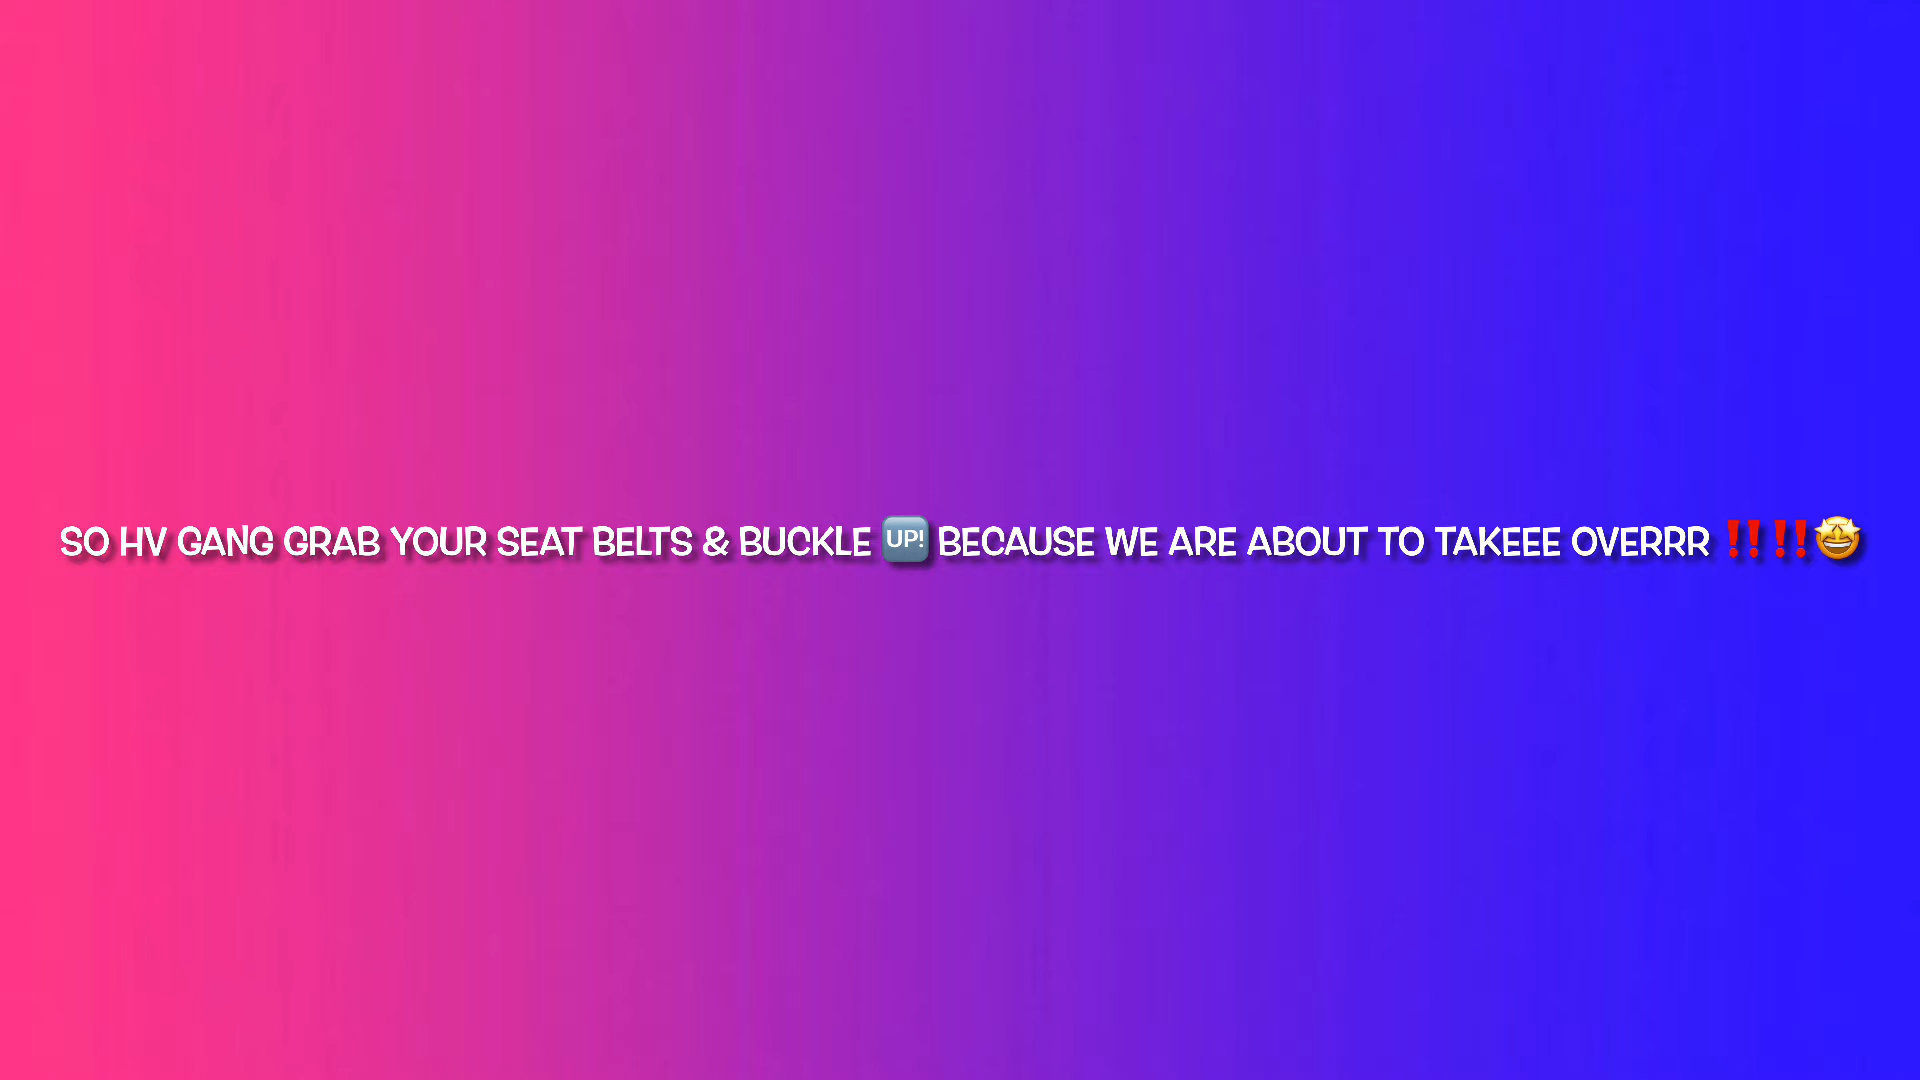 SO HV GANG GRAB YOUR SEAT BELTS & BUCKLE 🆙 BECAUSE WE ARE ABOUT TO TAKEEE OVERRR ‼️‼️🤩